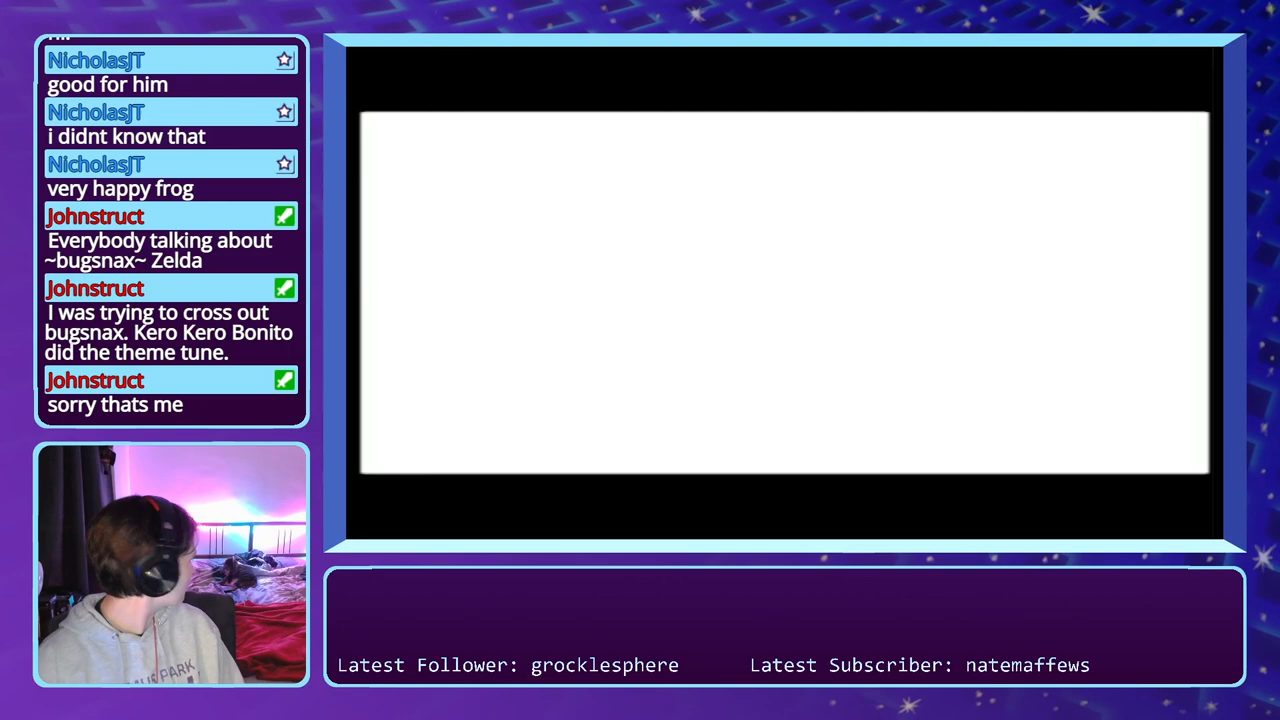 NicholasJT
good for him
NicholasJT
i didnt know that
NicholasJT
very happy frog
Johnstruct
Everybody talking about
~bugsnax~ Zelda
Johnstruct
I was trying to cross out
bugsnax. Kero Kero Bonito
did the theme tune.
Johnstruct
sorry thats me
PARK
Latest Follower: grocklesphere
Latest Subscriber: natemaffews